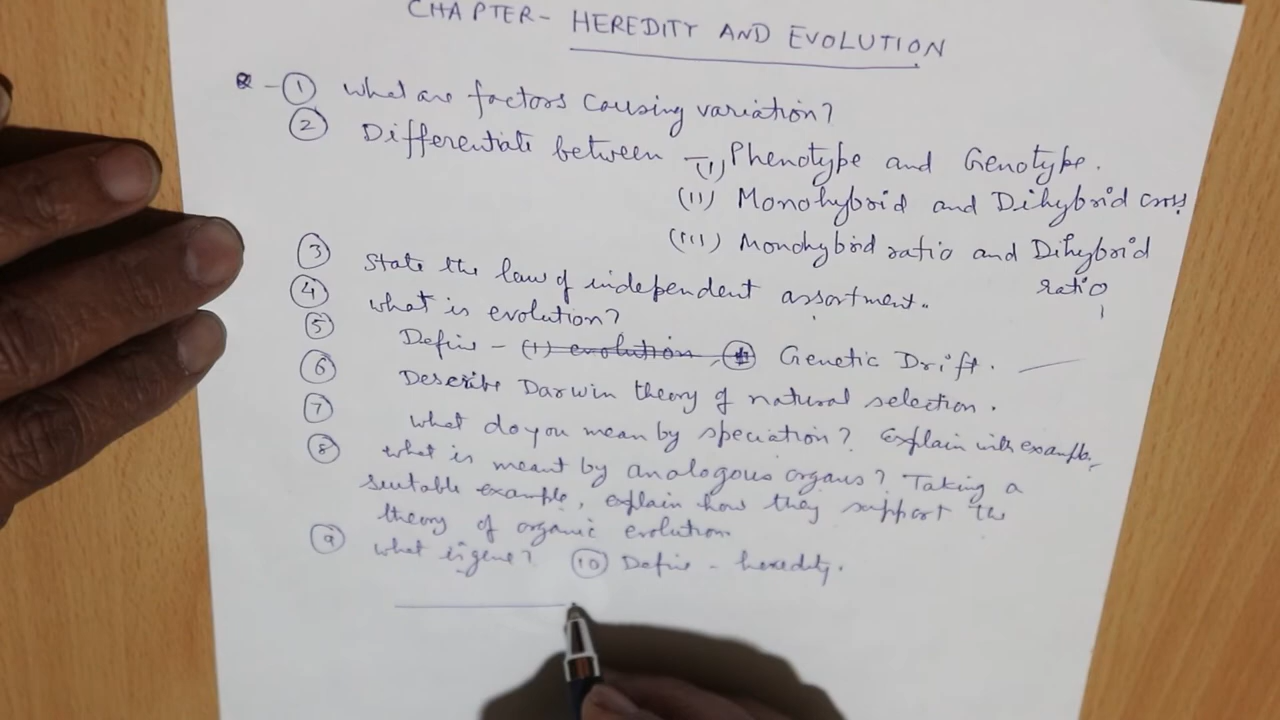 CHAPTER- HEREDITY AND EVOLUTION
Q - ① What are factors causing variation?
② Differentiate between (I) Phenotype and Genotype.
(II) Monohybrid and Dihybrid cross
(III) Monohybrid ratio and Dihybrid
ratio
③ State the law of independent assortment.
④ What is evolution?
⑤ Define - (I) evolution Genetic Drift.
⑥ Describe Darwin theory of natural selection.
⑦ What do you mean by speciation? Explain with example.
⑧ What is meant by analogous organs? Taking a
suitable example, explain how they support the
theory of organic evolution
⑨ What is gene? ⑩ Define - heredity.